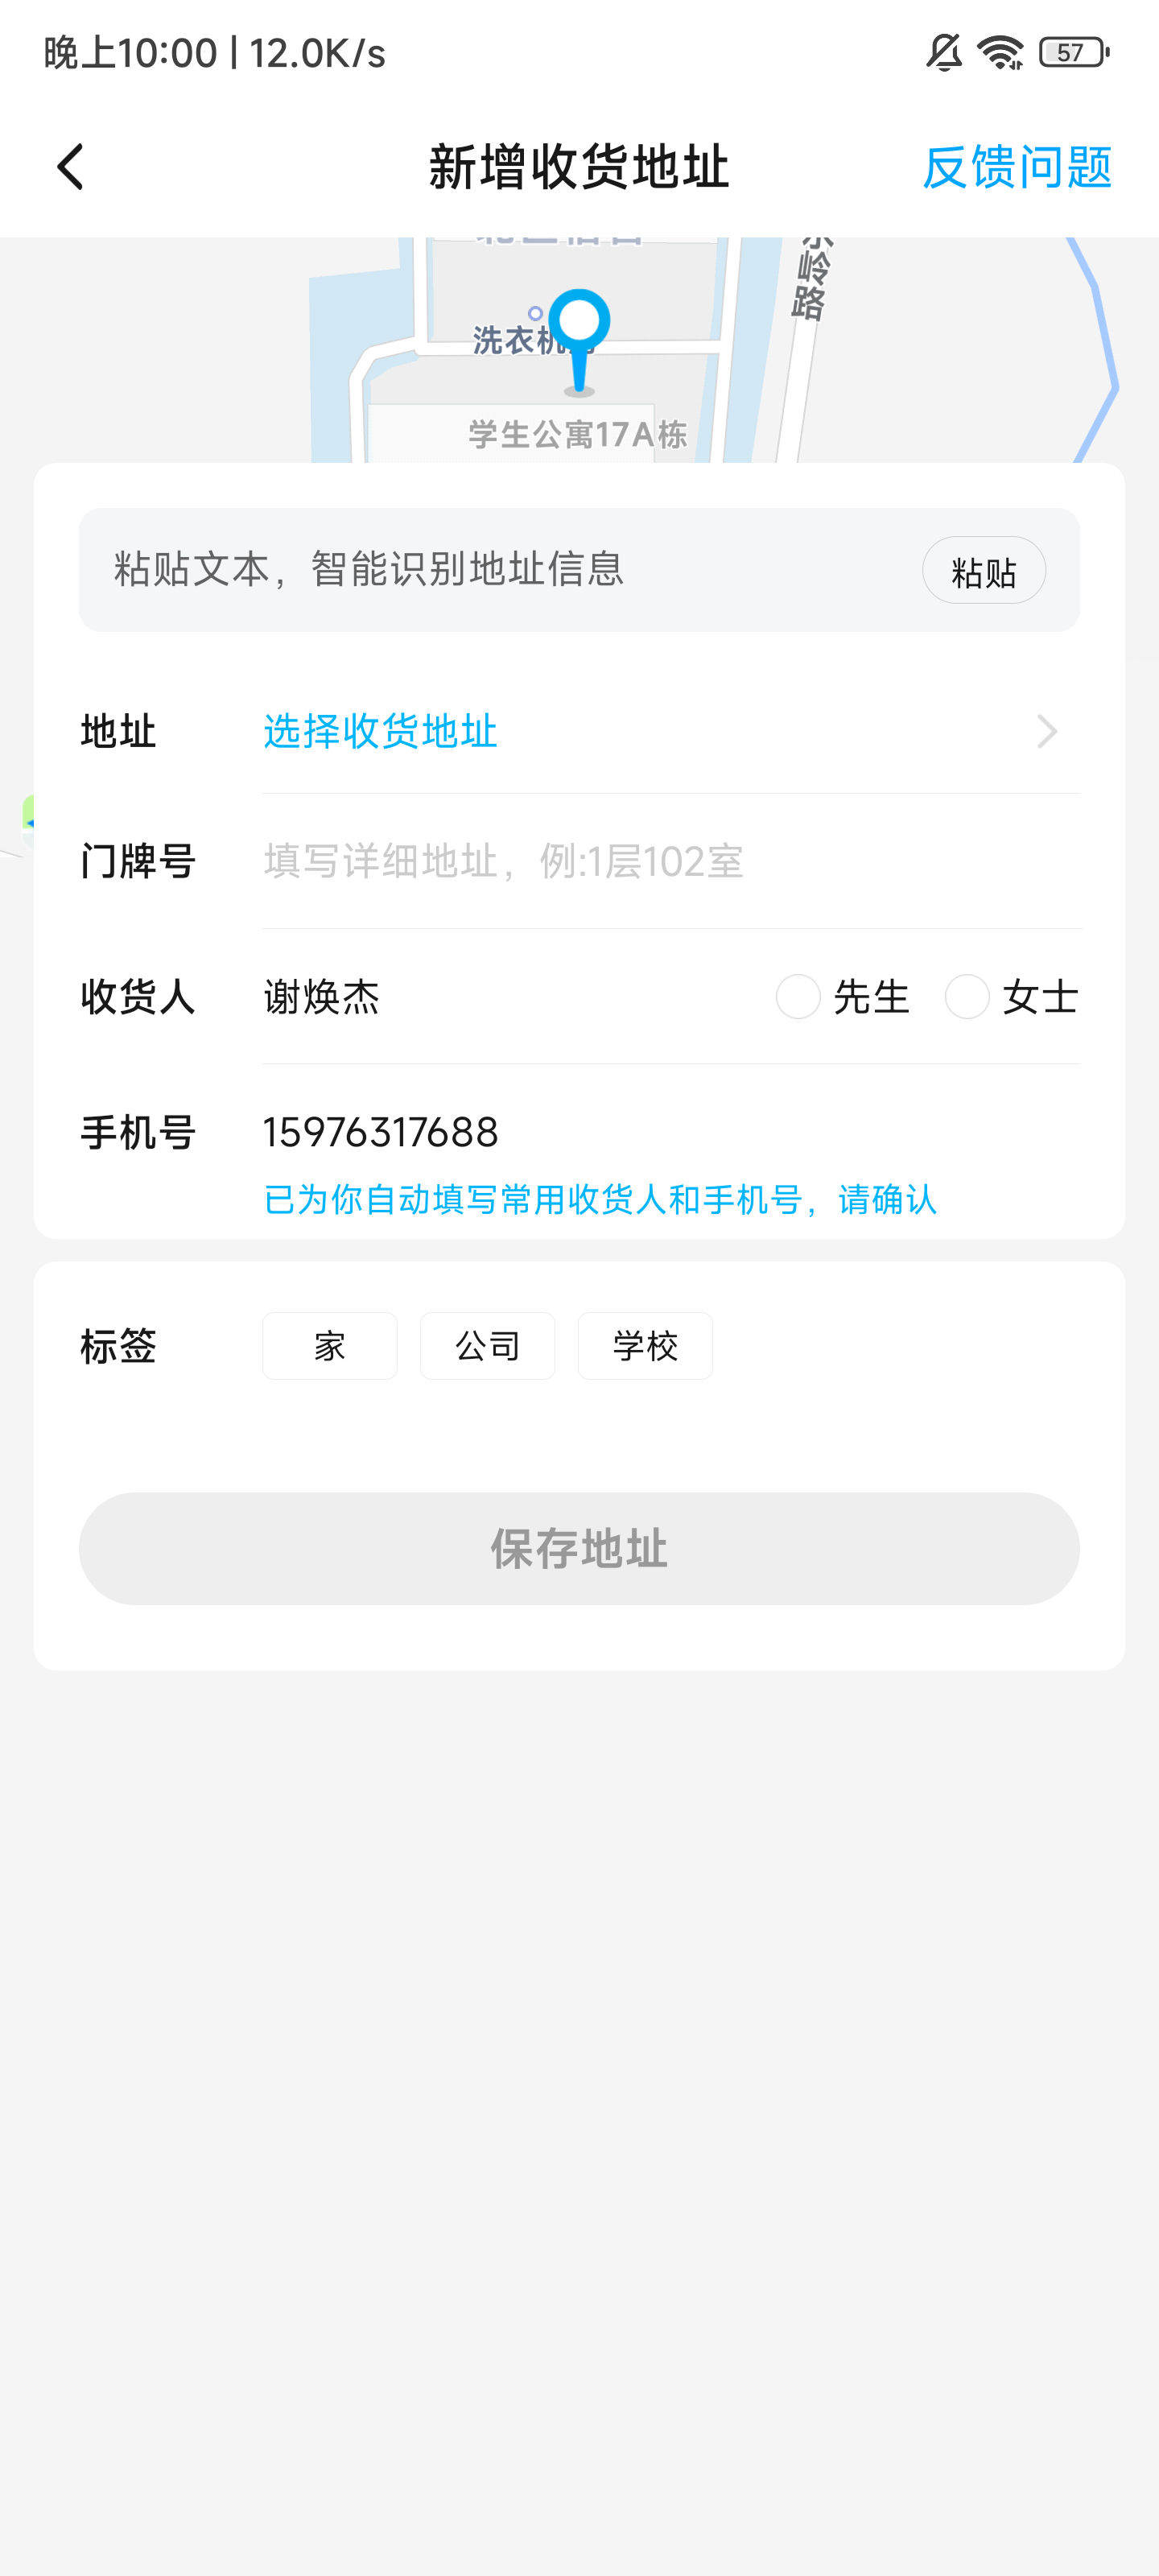 晚上10:00 | 12.0K/s
57
新增收货地址
反馈问题
岭路
洗衣机
学生公寓17A栋
粘贴文本，智能识别地址信息
粘贴
地址
选择收货地址
门牌号
填写详细地址，例:1层102室
收货人
谢焕杰
先生
女士
手机号
15976317688
已为你自动填写常用收货人和手机号，请确认
标签
家
公司
学校
保存地址